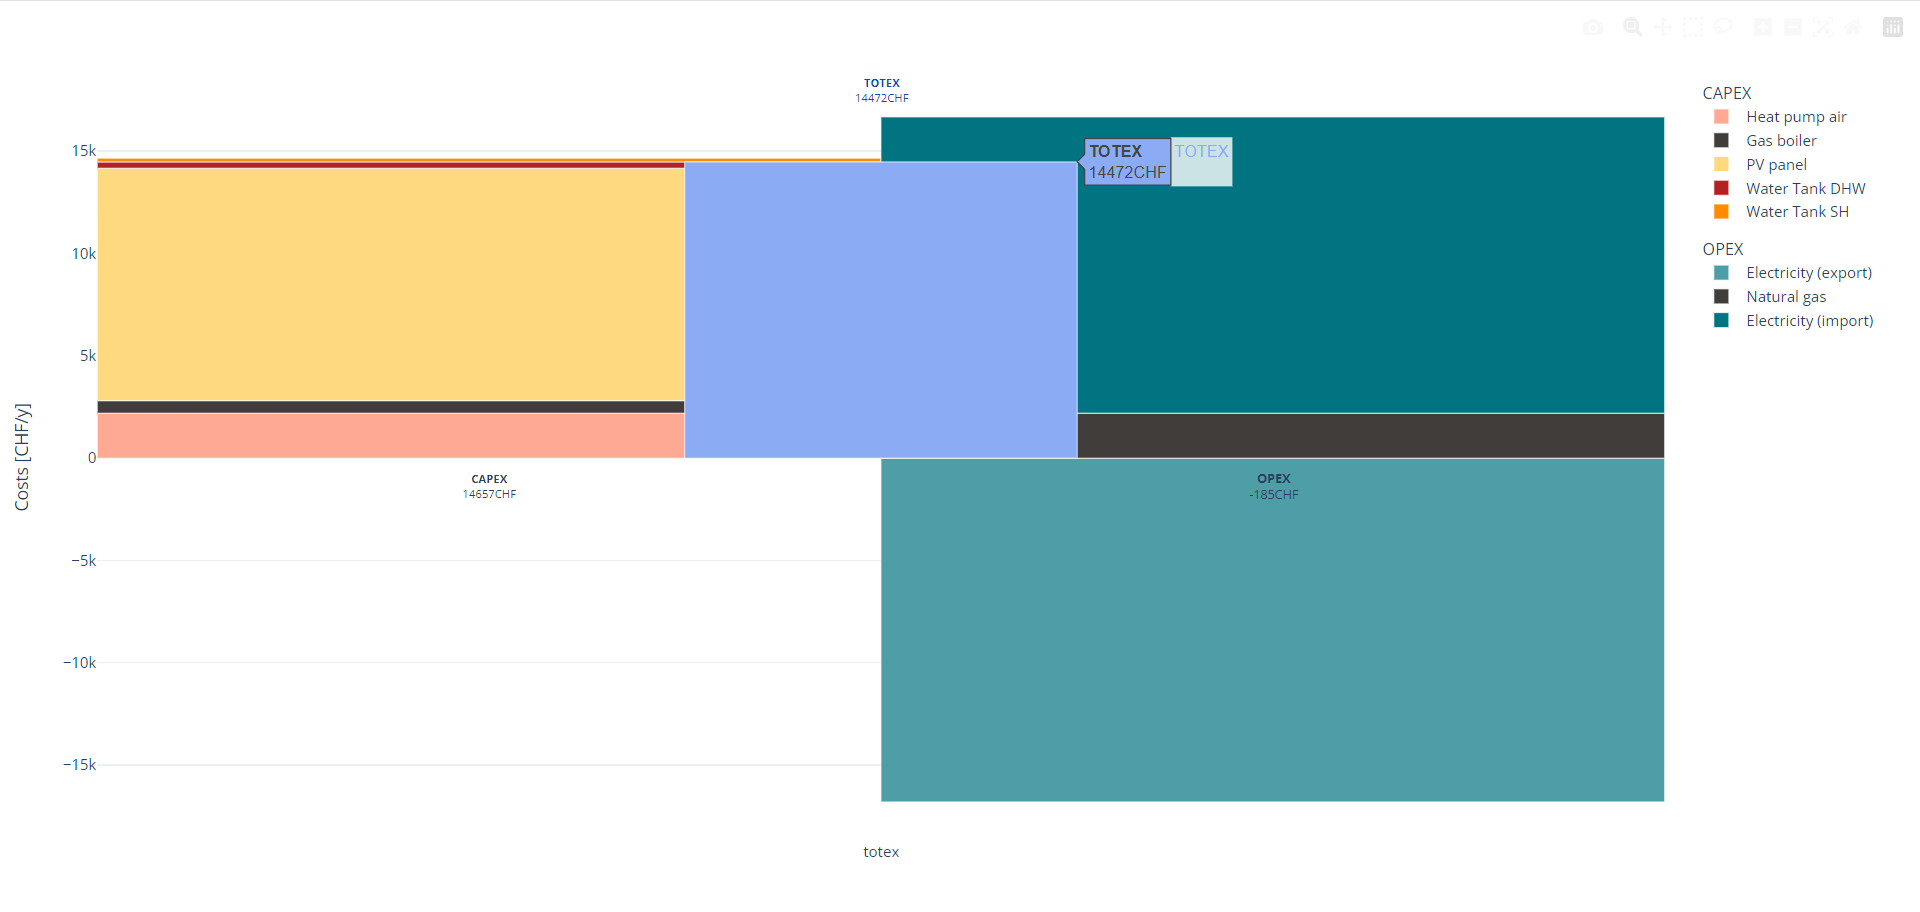 TOTEX
14472CHF
15k
10k
5k
0
−5k
−10k
−15k
Costs [CHF/y]
TOTEX
14472CHF
TOTEX
CAPEX
14657CHF
OPEX
-185CHF
totex
CAPEX
Heat pump air
Gas boiler
PV panel
Water Tank DHW
Water Tank SH
OPEX
Electricity (export)
Natural gas
Electricity (import)